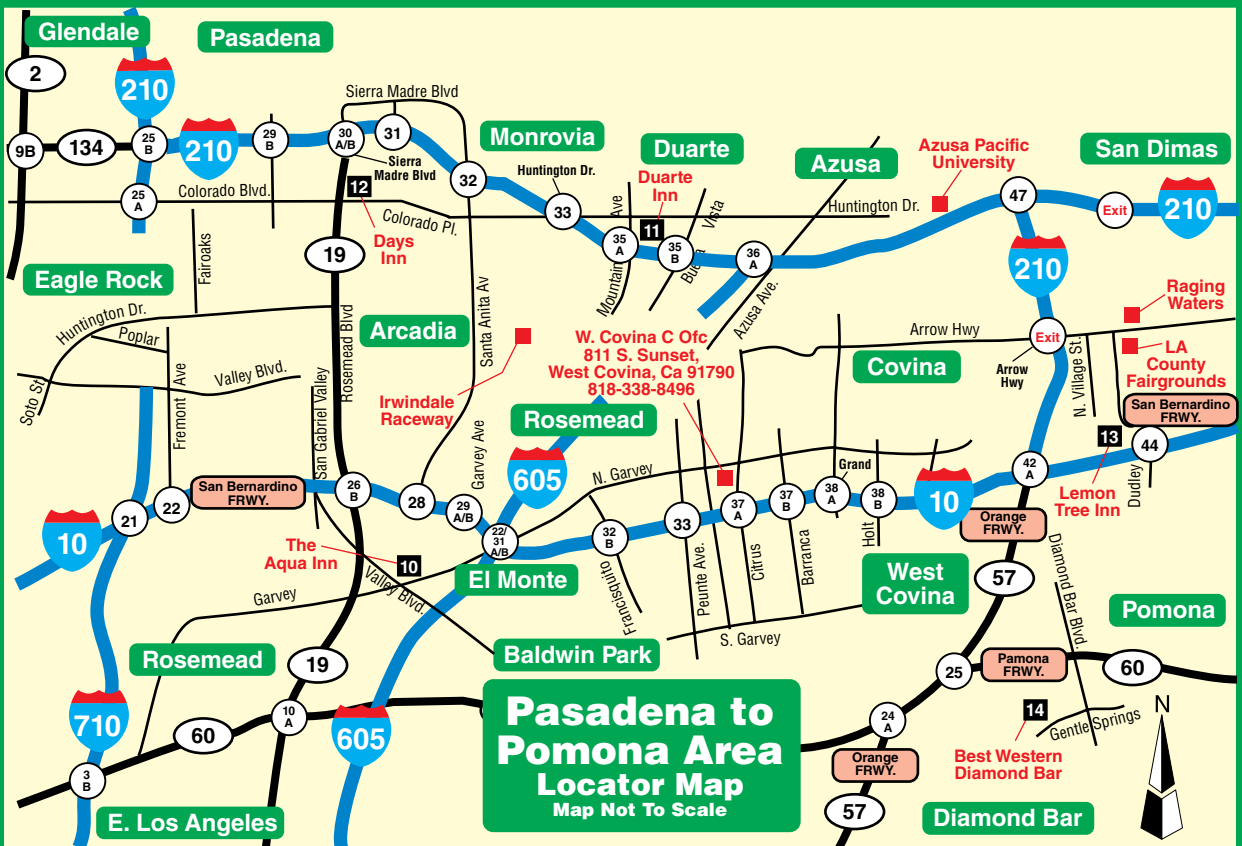 Glendale
Pasadena
2
210
Sierra Madre Blvd
Monrovia
Duarte
Azusa
Azusa Pacific
University
San Dimas
9B
134
25
B
210
29
B
30
A/B
31
Sierra
Madre Blvd
32
Huntington Dr.
33
Duarte
Inn
11
47
Exit
210
25
A
Colorado Blvd.
12
Days
Inn
Colorado Pl.
Mountain Ave
35
A
35
B
Buena Vista
36
A
Huntington Dr.
Azusa Ave.
210
Eagle Rock
Fairoaks
19
Santa Anita Av
Raging
Waters
Huntington Dr.
Poplar
Rosemead Blvd
Arcadia
W. Covina C Ofc
811 S. Sunset,
West Covina, Ca 91790
818-338-8496
Arrow Hwy
Exit
Arrow
Hwy
N. Village St.
LA
County
Fairgrounds
Covina
Soto St
Fremont Ave
Valley Blvd.
San Gabriel Valley
Irwindale
Raceway
Rosemead
San Bernardino
FRWY.
13
44
Dudley
Lemon
Tree Inn
Garvey Ave
605
N. Garvey
Grand
10
21
22
San Bernardino
FRWY.
26
B
28
29
A/B
22/
31
A/B
32
B
33
37
A
37
B
38
A
38
B
10
42
A
Orange
FRWY.
The
Aqua Inn
10
El Monte
Valley Blvd.
Garvey
Francisquito
Peunte Ave.
Citrus
Barranca
Holt
West
Covina
57
Diamond Bar Blvd.
Pomona
S. Garvey
Rosemead
19
Baldwin Park
25
Pamona
FRWY.
60
710
60
10
A
605
Pasadena to
Pomona Area
Locator Map
Map Not To Scale
24
A
14
Gentle Springs
N
Best Western
Diamond Bar
Orange
FRWY.
57
3
B
E. Los Angeles
Diamond Bar